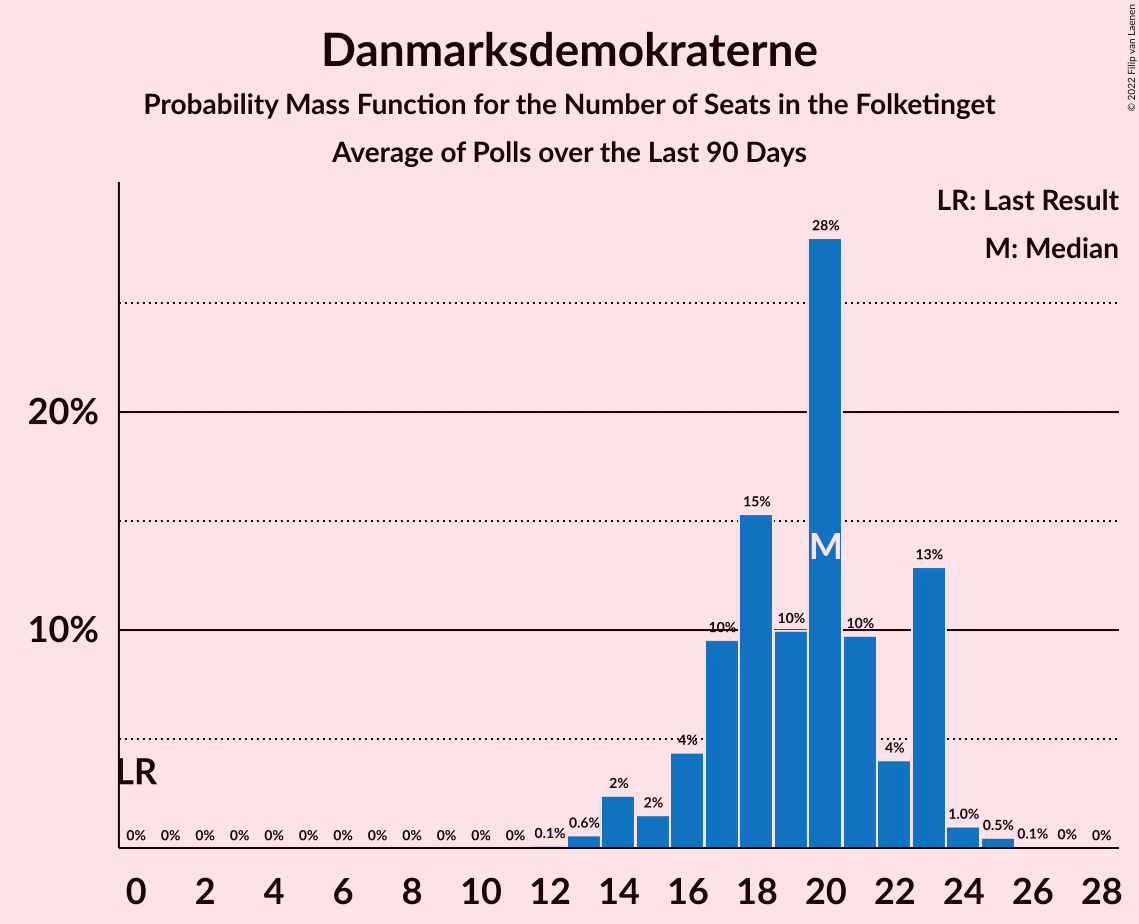 Danmarksdemokraterne
Probability Mass Function for the Number of Seats in the Folketinget
Average of Polls over the Last 90 Days
© 2022 Filip van Laenen
LR: Last Result
M: Median
28%
20%
15%
M
13%
10%
10%
10%
10%
4%
4%
LR
2%
2%
0% 0% 0% 0% 0% 0% 0% 0% 0% 0% 0% 0% 0.1% 0.6% 1.0% 0.5% 0.1% 0% 0%
0 2 4 6 8 10 12 14 16 18 20 22 24 26 28